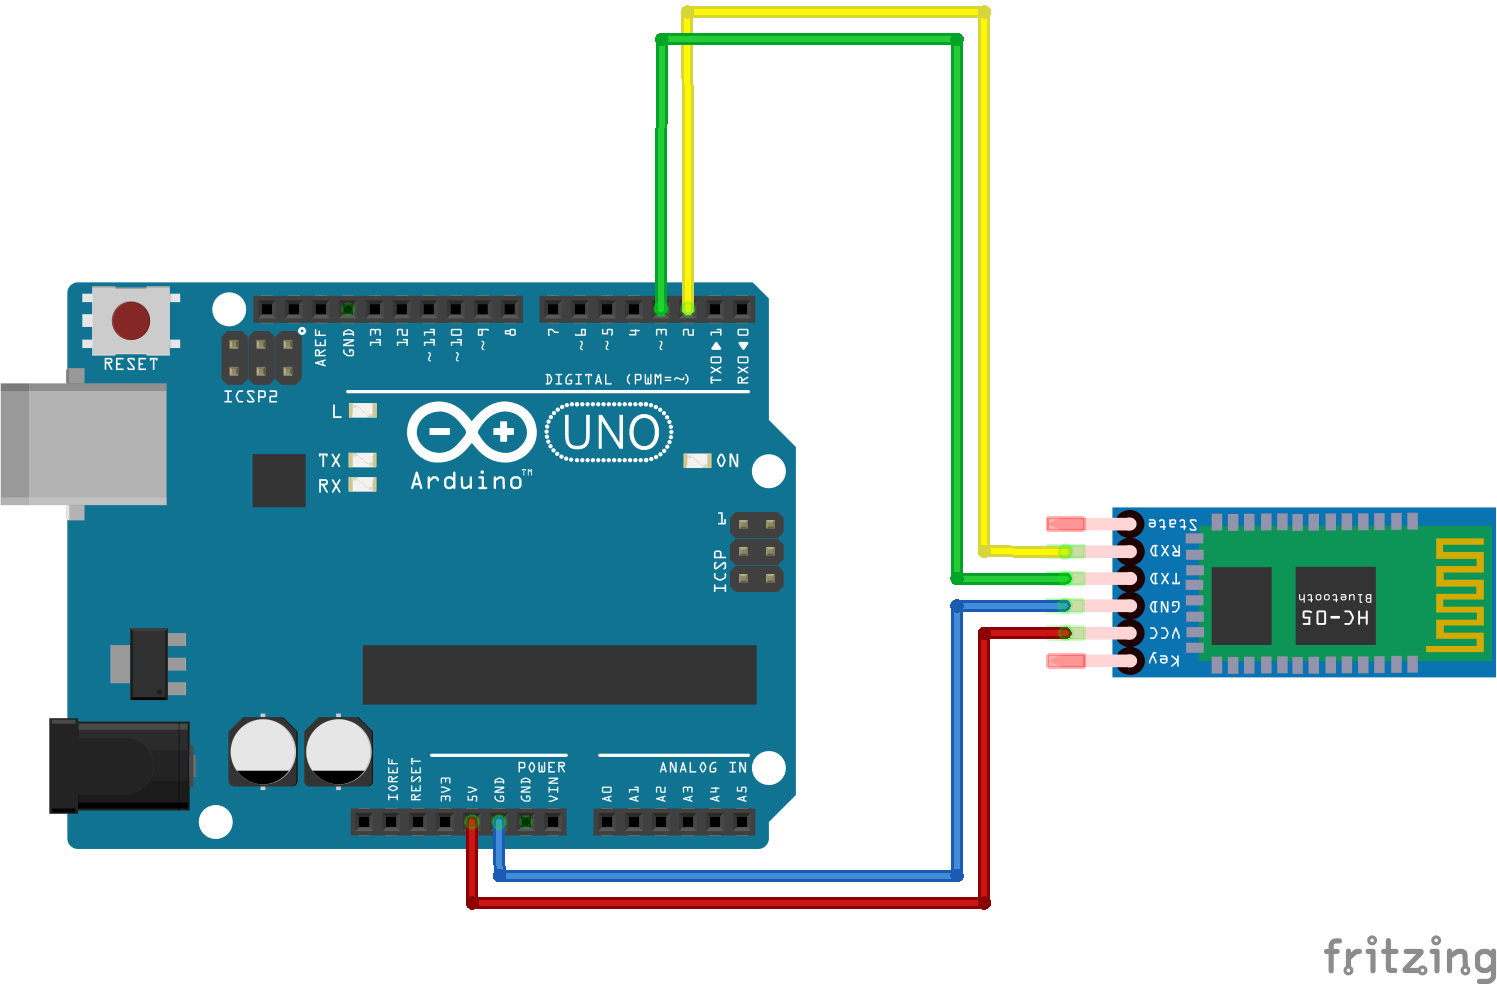 RESET
ICSP2
AREF
GND
13
12
~11
~10
~9
8
7
~6
~5
4
~3
2
TX0▶1
RX0◀0
DIGITAL (PWM=~)
L
TX
RX
Arduino™
UNO
ON
1
ICSP
IOREF
RESET
3V3
5V
GND
GND
VIN
POWER
ANALOG IN
A0
A1
A2
A3
A4
A5
State
RXD
TXD
GND
VCC
Key
HC-05
Bluetooth
fritzing